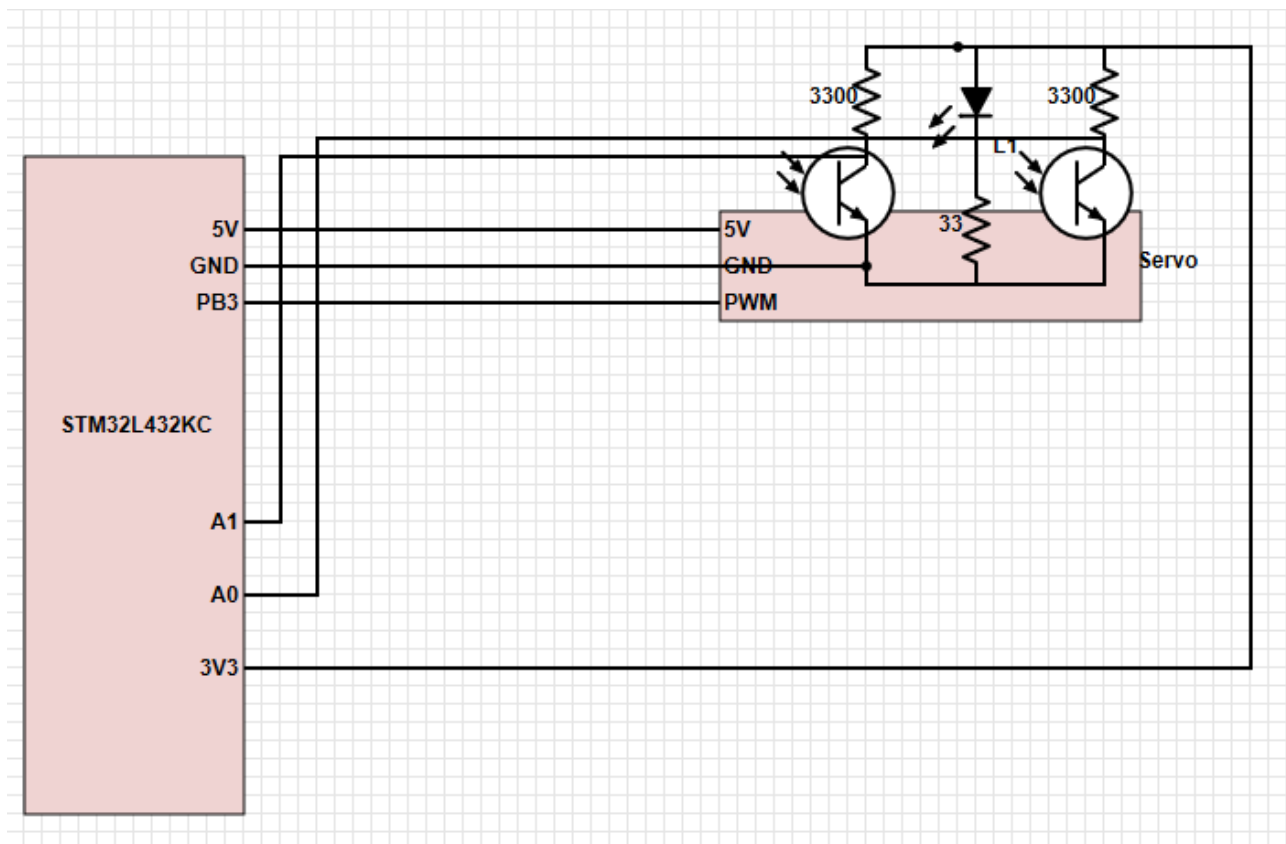 3300
3300
L1
5V
5V
33
GND
GND
Servo
PB3
PWM
STM32L432KC
A1
A0
3V3